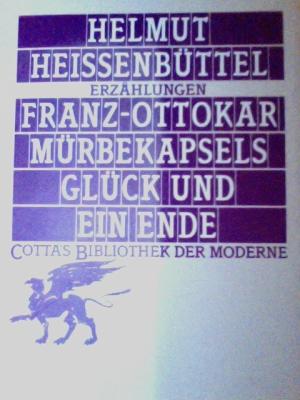 HELMUT
HEISSENBÜTTEL
ERZÄHLUNGEN
FRANZ-OTTOKAR
MÜRBEKAPSELS
GLÜCK UND
EIN ENDE
COTTAS BIBLIOTHEK DER MODERNE